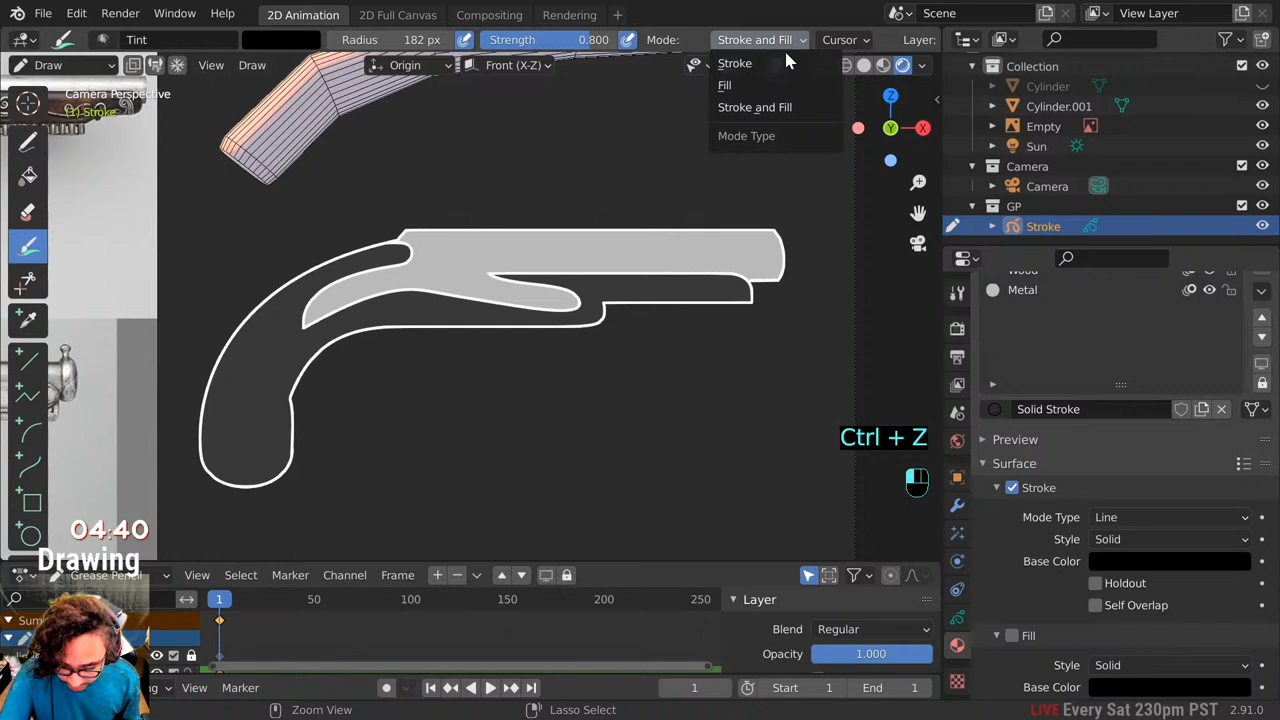 File Edit Render Window Help 2D Animation 2D Full Canvas Compositing Rendering + Scene View Layer
Tint Radius 182 px Strength 0.800 Mode: Stroke and Fill Cursor Layer:
Draw View Draw Origin Front (X-Z)
Stroke
Fill
Stroke and Fill
Mode Type
Camera Perspective
(1) Stroke
Z
Y
X
Collection
Cylinder
Cylinder.001
Empty
Sun
Camera
Camera
GP
Stroke
Metal
Solid Stroke
Preview
Surface
Stroke
Mode Type Line
Style Solid
Base Color
Holdout
Self Overlap
Fill
Style Solid
Base Color
Ctrl + Z
04:40
Drawing
Grease Pencil View Select Marker Channel Frame
1 50 100 150 200 250
Layer
Blend Regular
Opacity 1.000
View Marker 1 Start 1 End 1
Zoom View Lasso Select
LIVE Every Sat 230pm PST 2.91.0